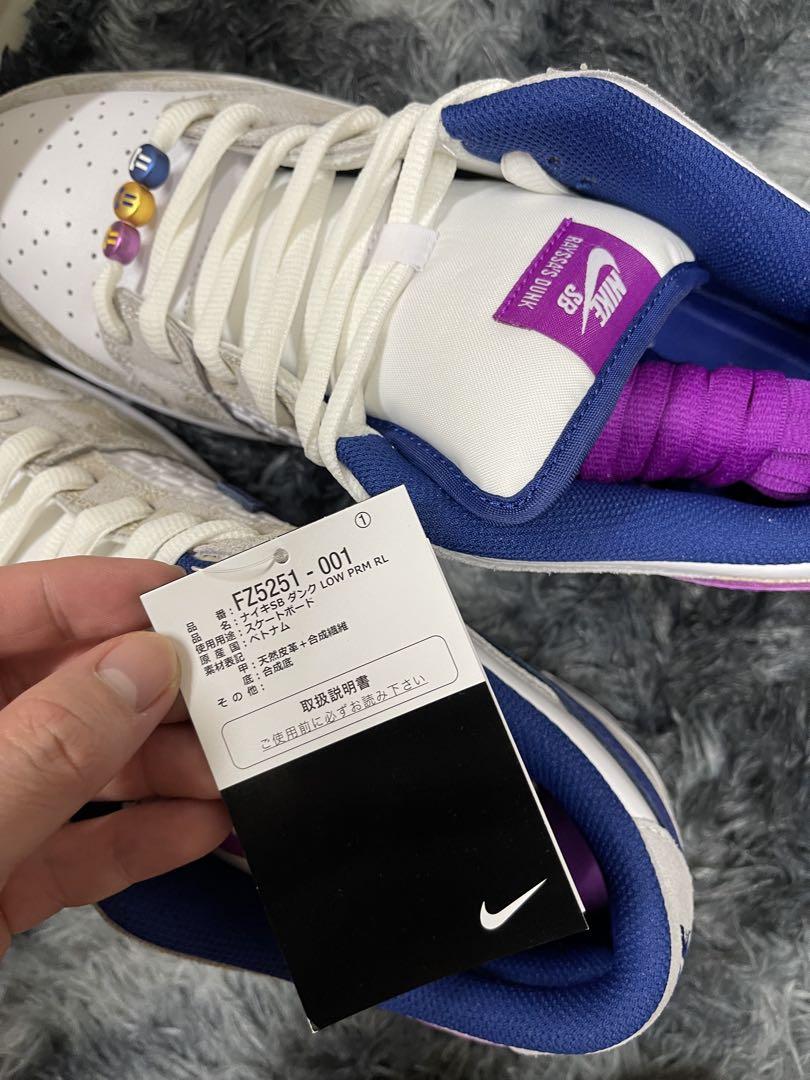 NIKE
SB
RAYSSA'S DUNK
①
品 番: FZ5251 - 001
品 名: ナイキSB ダンク LOW PRM RL
使用用途: スケートボード
原 産 国: ベトナム
素材表記
甲: 天然皮革+合成繊維
底: 合成底
そ の 他:
取扱説明書
ご使用前に必ずお読み下さい